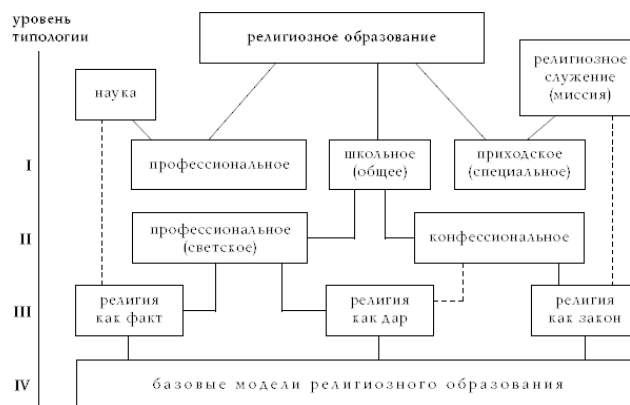 уровень
типологии
религиозное образование
религиозное
служение
(миссия)
наука
I
профессиональное
школьное
(общее)
приходское
(специальное)
II
профессиональное
(светское)
конфессиональное
III
религия
как факт
религия
как дар
религия
как закон
IV
базовые модели религиозного образования